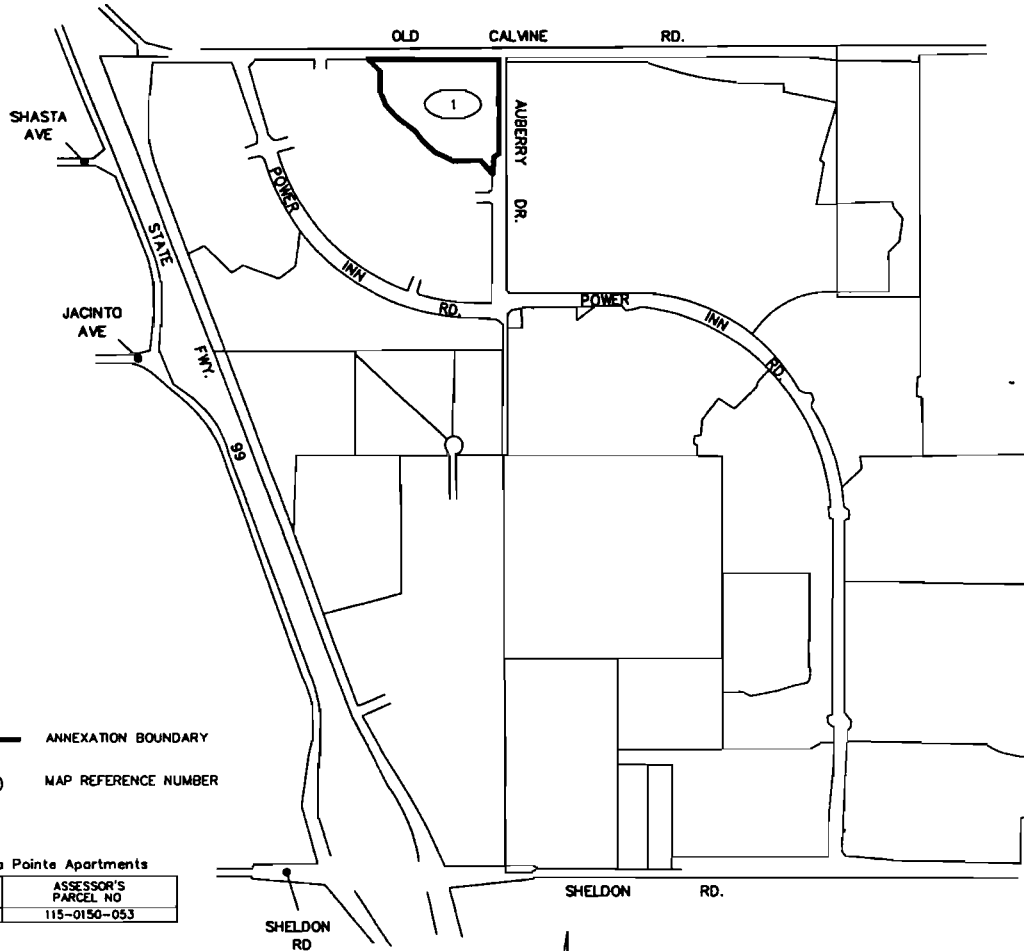 OLD CALVINE RD.
1
SHASTA
AVE
AUBERRY DR.
POWER INN RD.
STATE FWY. 99
POWER INN RD.
JACINTO
AVE
ANNEXATION BOUNDARY
MAP REFERENCE NUMBER
Pointe Apartments
ASSESSOR'S
PARCEL NO
115-0150-053
SHELDON RD.
SHELDON
RD